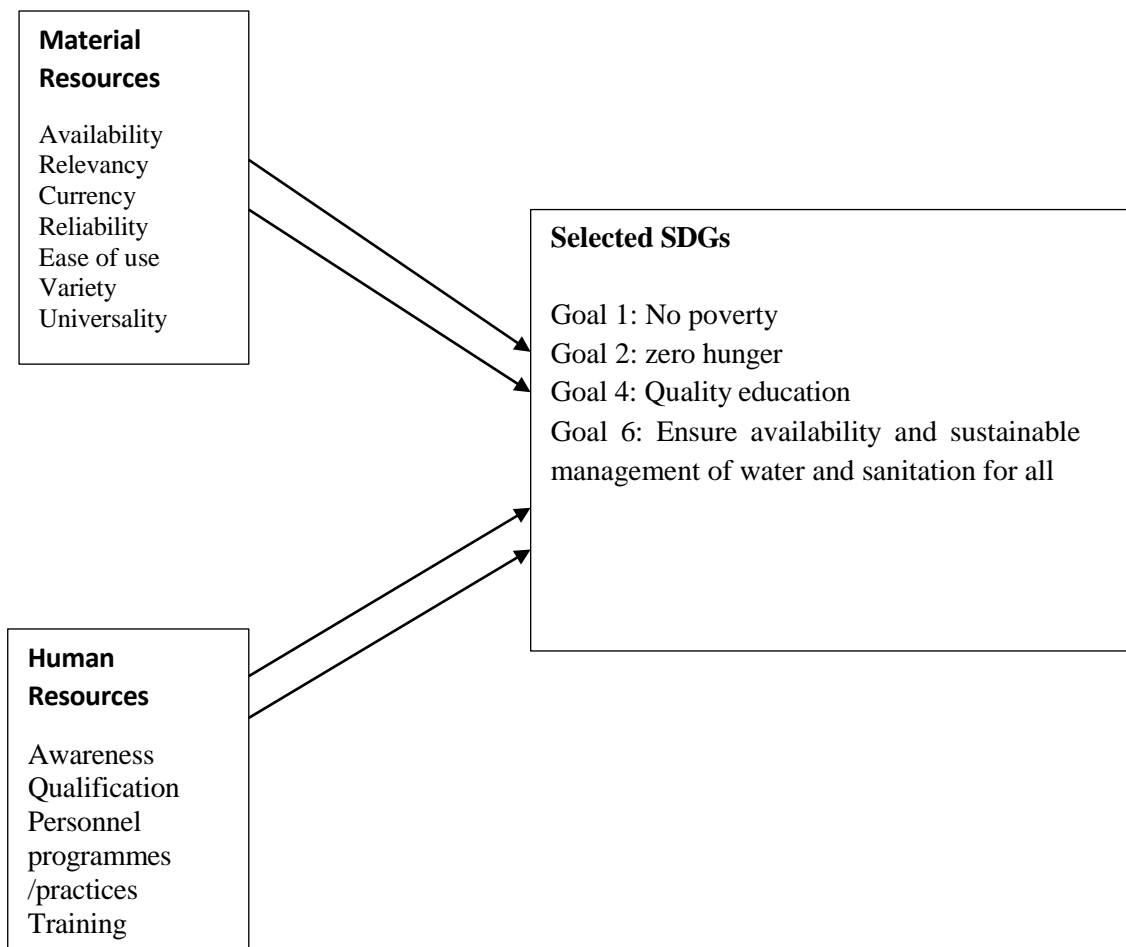 Material
Resources
Availability
Relevancy
Currency
Reliability
Ease of use
Variety
Universality
Selected SDGs
Goal 1: No poverty
Goal 2: zero hunger
Goal 4: Quality education
Goal 6: Ensure availability and sustainable
management of water and sanitation for all
Human
Resources
Awareness
Qualification
Personnel
programmes
/practices
Training